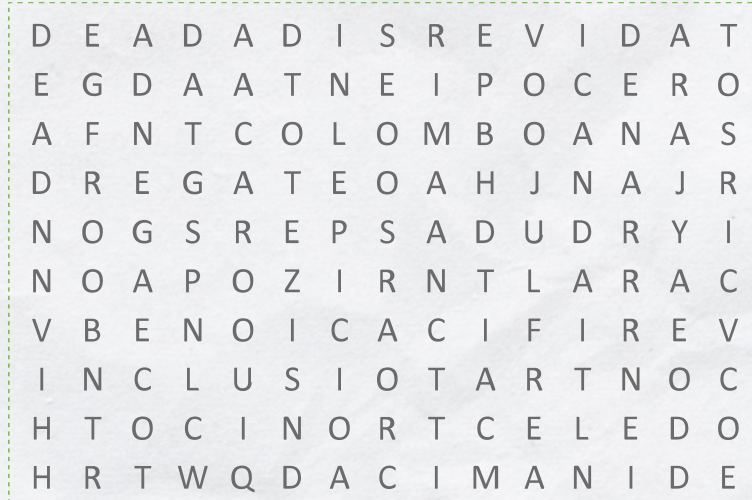 D E A D A D I S R E V I D A T
E G D A A T N E I P O C E R O
A F N T C O L O M B O A N A S
D R E G A T E O A H J N A J R
N O G S R E P S A D U D R Y I
N O A P O Z I R N T L A R A C
V B E N O I C A C I F I R E V
I N C L U S I O T A R T N O C
H T O C I N O R T C E L E D O
H R T W Q D A C I M A N I D E